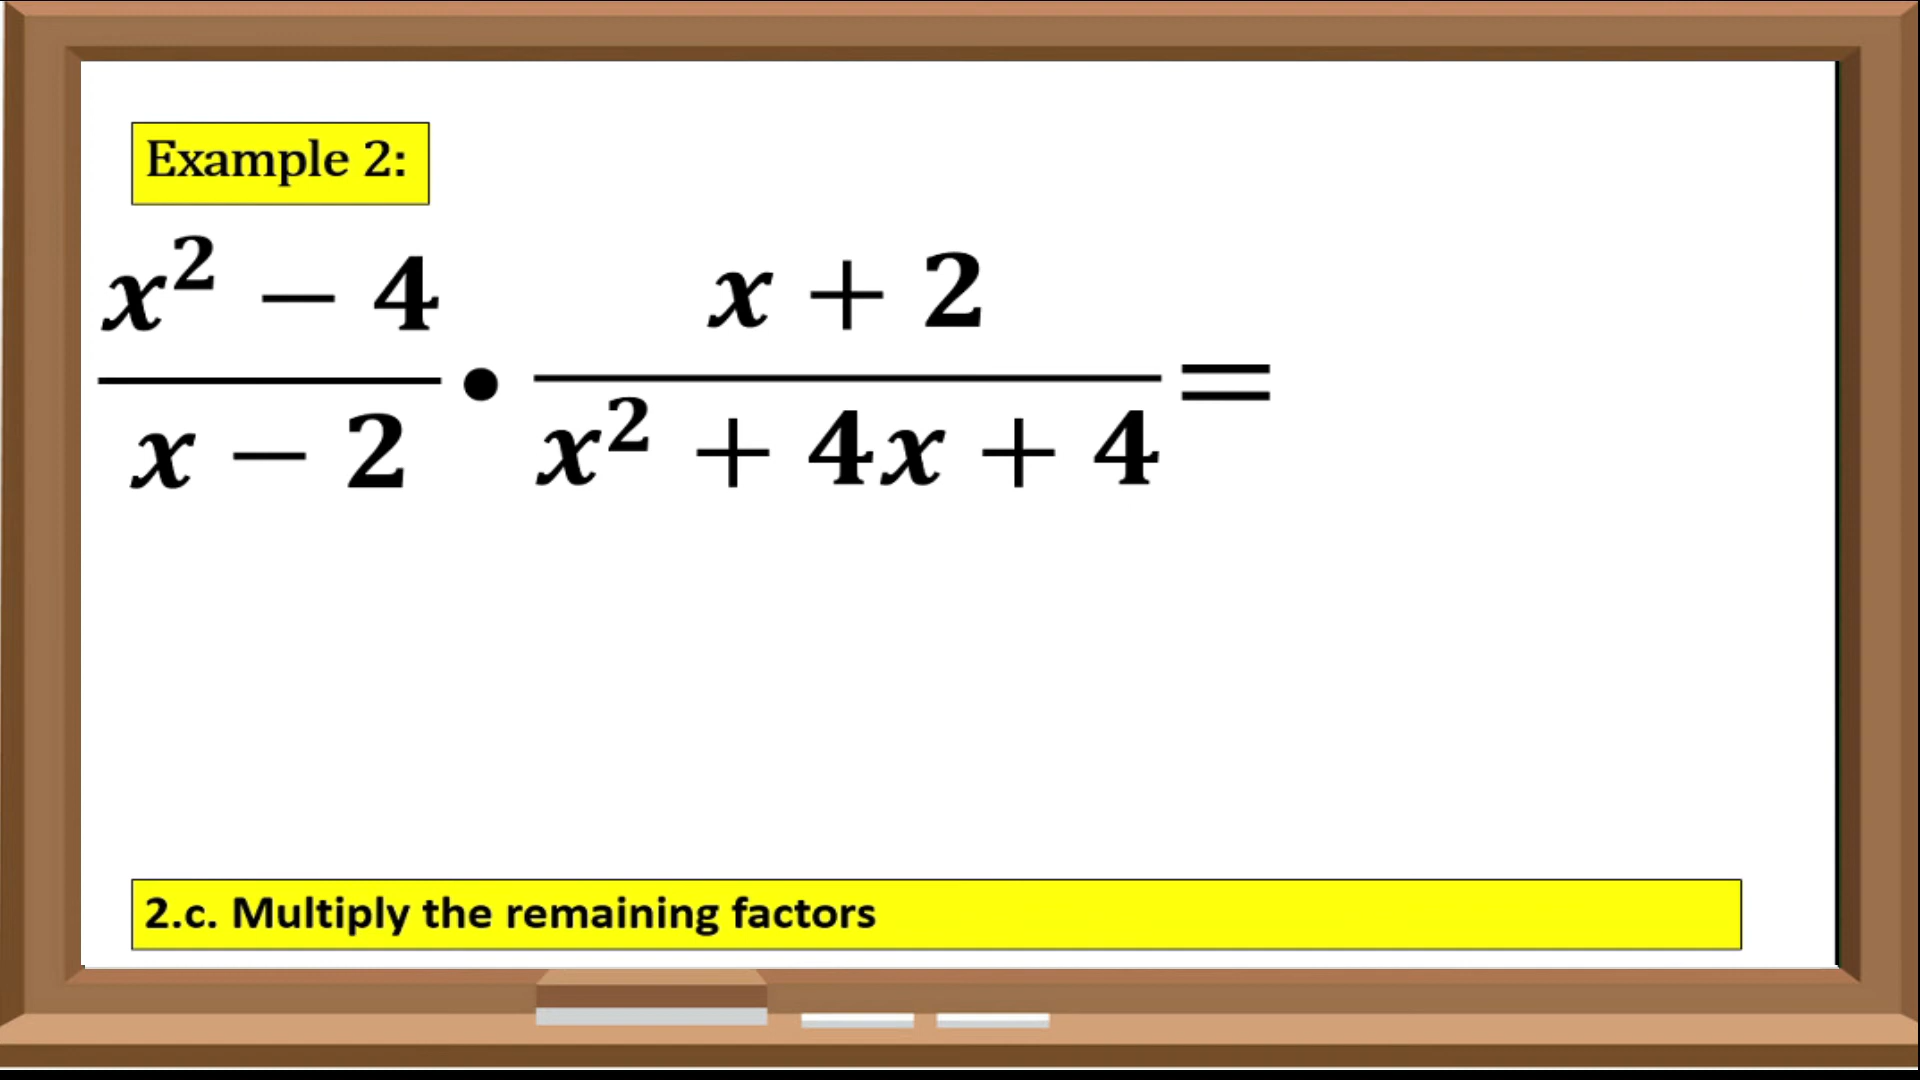 Example 2:
x² − 4 x + 2
• =
x − 2 x² + 4x + 4
2.c. Multiply the remaining factors